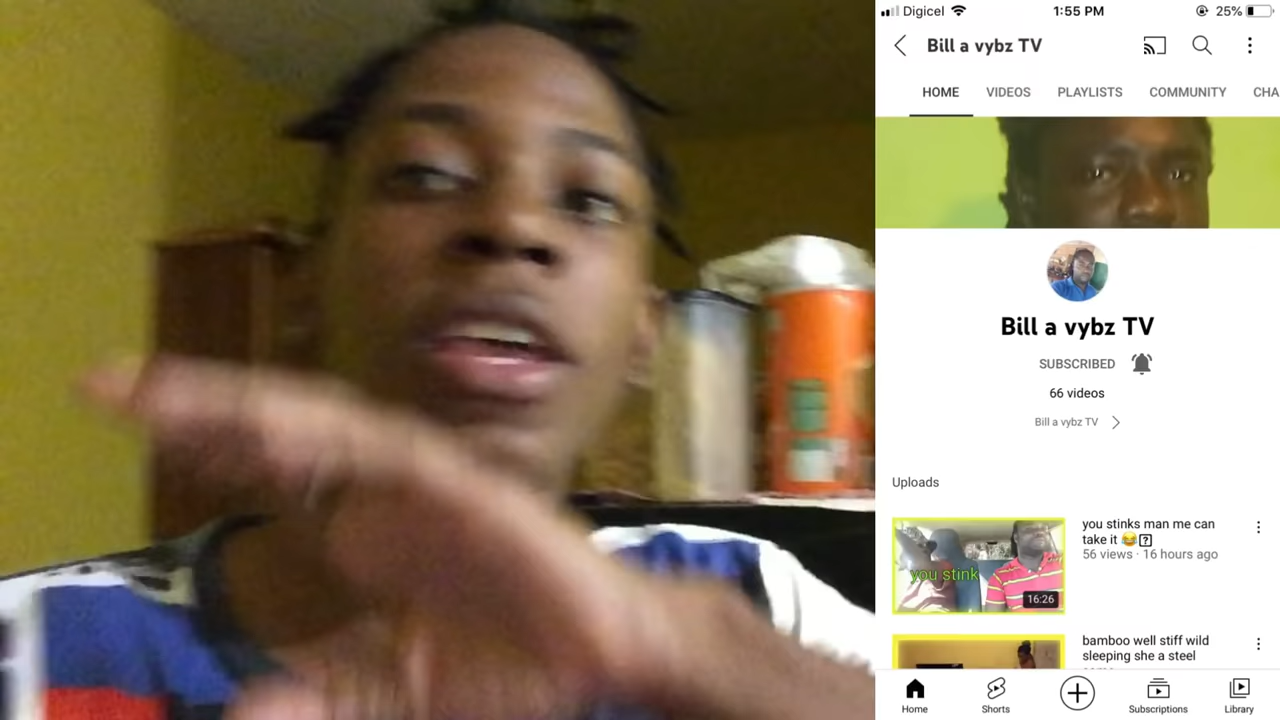 Digicel
1:55 PM
25%
Bill a vybz TV
HOME
VIDEOS
PLAYLISTS
COMMUNITY
CHA
Bill a vybz TV
SUBSCRIBED
66 videos
Bill a vybz TV
Uploads
you stink
16:26
you stinks man me can
take it 😂
56 views · 16 hours ago
bamboo well stiff wild
sleeping she a steel
Home
Shorts
Subscriptions
Library